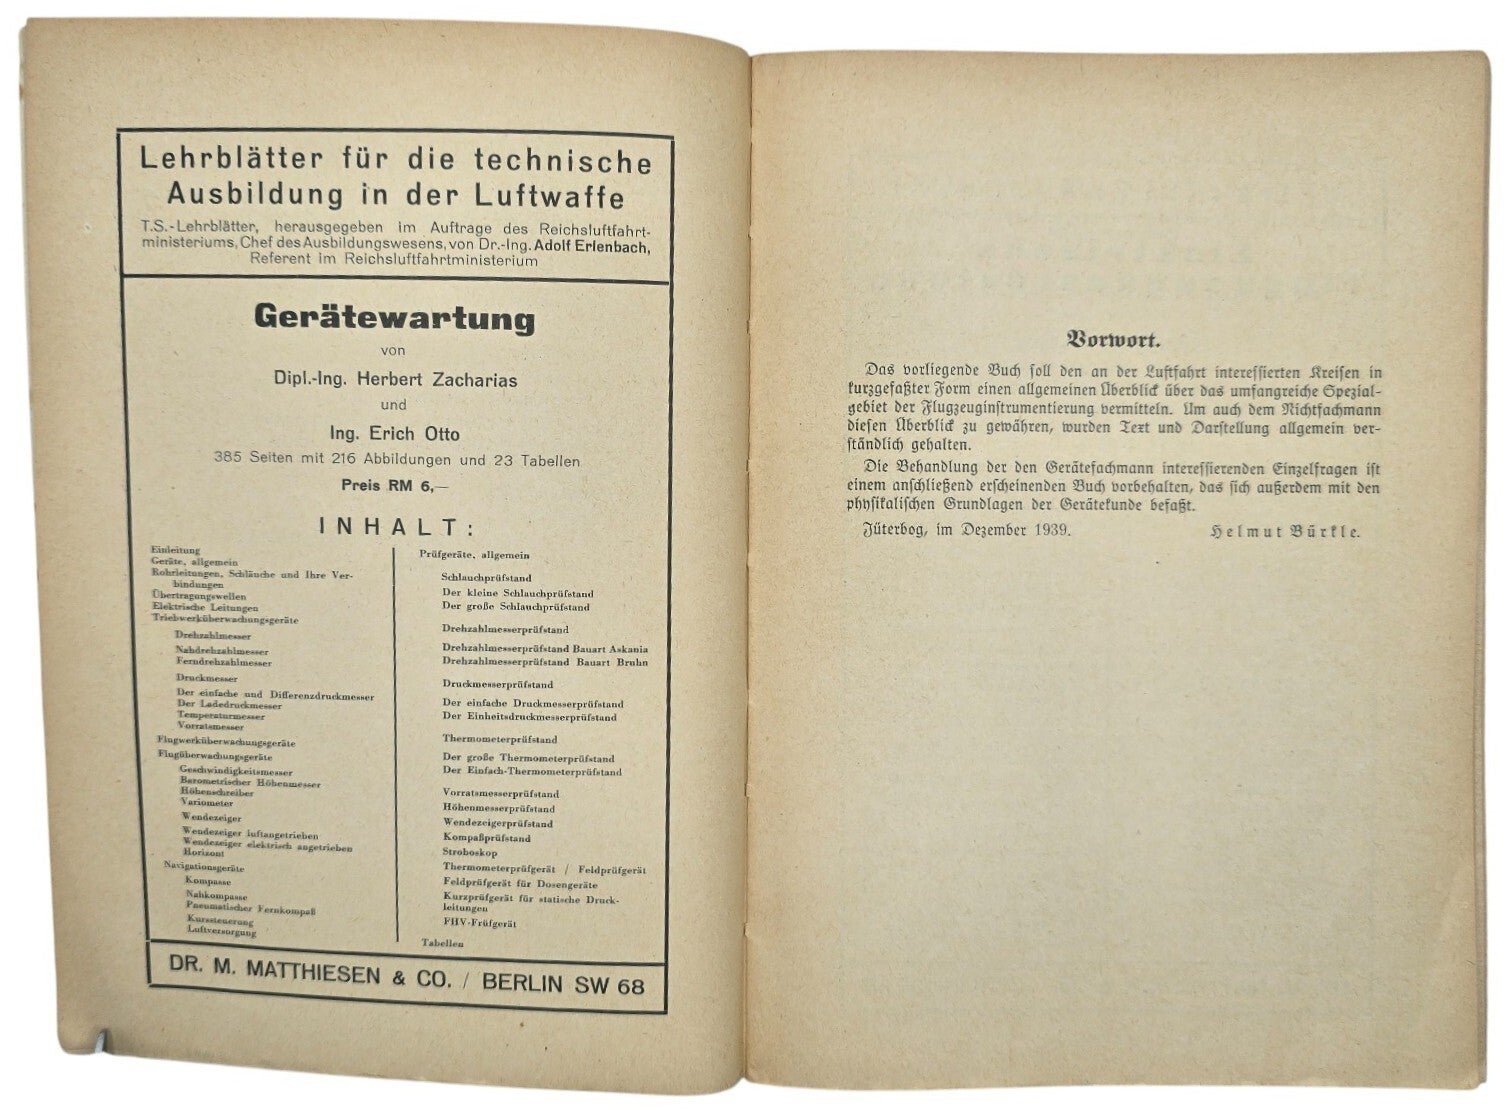 Lehrblätter für die technische
Ausbildung in der Luftwaffe
T.S.-Lehrblätter, herausgegeben im Auftrage des Reichsluftfahrt-
ministeriums, Chef des Ausbildungswesens, von Dr.-Ing. Adolf Erlenbach,
Referent im Reichsluftfahrtministerium
Gerätewartung
von
Dipl.-Ing. Herbert Zacharias
und
Ing. Erich Otto
385 Seiten mit 216 Abbildungen und 23 Tabellen
Preis RM 6,—
INHALT:
Einleitung
Geräte, allgemein
Rohrleitungen, Schläuche und Ihre Ver-
bindungen
Übertragungswellen
Elektrische Leitungen
Triebwerküberwachungsgeräte
Drehzahlmesser
Nahdrehzahlmesser
Ferndrehzahlmesser
Druckmesser
Der einfache und Differenzdruckmesser
Der Ladedruckmesser
Temperaturmesser
Vorratsmesser
Flugwerküberwachungsgeräte
Flugüberwachungsgeräte
Geschwindigkeitsmesser
Barometrischer Höhenmesser
Höhenschreiber
Variometer
Wendezeiger
Wendezeiger luftangetrieben
Wendezeiger elektrisch angetrieben
Horizont
Navigationsgeräte
Kompasse
Nahkompasse
Pneumatischer Fernkompaß
Kurssteuerung
Luftversorgung
Prüfgeräte, allgemein
Schlauchprüfstand
Der kleine Schlauchprüfstand
Der große Schlauchprüfstand
Drehzahlmesserprüfstand
Drehzahlmesserprüfstand Bauart Askania
Drehzahlmesserprüfstand Bauart Bruhn
Druckmesserprüfstand
Der einfache Druckmesserprüfstand
Der Einheitsdruckmesserprüfstand
Thermometerprüfstand
Der große Thermometerprüfstand
Der Einfach-Thermometerprüfstand
Vorratsmesserprüfstand
Höhenmesserprüfstand
Wendezeigerprüfstand
Kompaßprüfstand
Stroboskop
Thermometerprüfgerät / Feldprüfgerät
Feldprüfgerät für Dosengeräte
Kurzprüfgerät für statische Druck-
leitungen
FHV-Früfgerät
Tabellen
DR. M. MATTHIESEN & CO. / BERLIN SW 68
Vorwort.
Das vorliegende Buch soll den an der Luftfahrt interessierten Kreisen in
kurzgefaßter Form einen allgemeinen Überblick über das umfangreiche Spezial-
gebiet der Flugzeuginstrumentierung vermitteln. Um auch dem Nichtfachmann
diesen Überblick zu gewähren, wurden Text und Darstellung allgemein ver-
ständlich gehalten.
Die Behandlung der den Gerätefachmann interessierenden Einzelfragen ist
einem anschließend erscheinenden Buch vorbehalten, das sich außerdem mit den
physikalischen Grundlagen der Gerätekunde befaßt.
Jüterbog, im Dezember 1939. Helmut Bürkle.